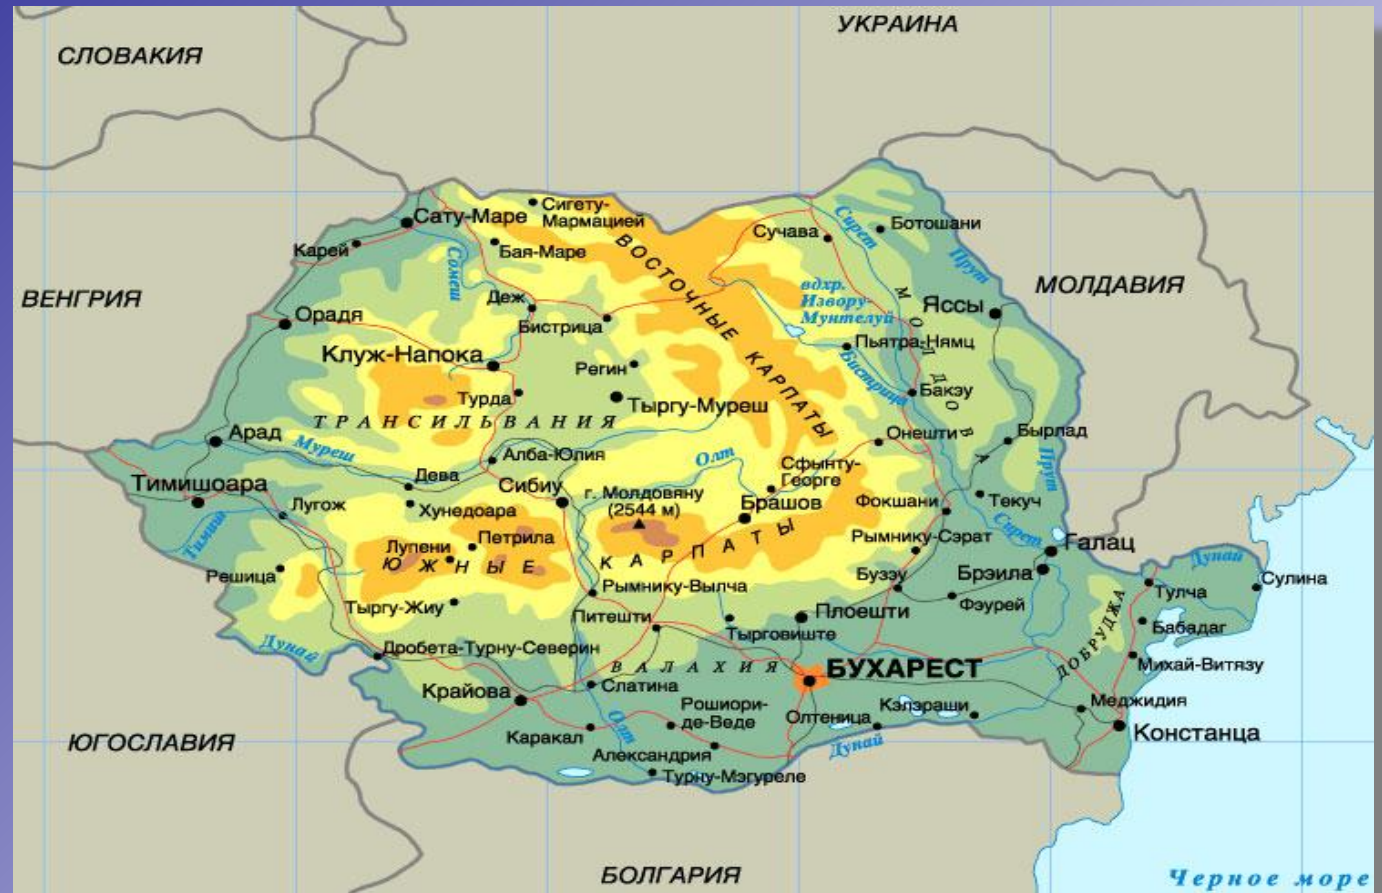 УКРАИНА
СЛОВАКИЯ
Сигету-
Мармацией
Сату-Маре
Ботошани
Сирет
Сучава
Карей
Бая-Маре
Сомеш
Прут
ВОСТОЧНЫЕ КАРПАТЫ
МОЛДАВИЯ
ВЕНГРИЯ
вдхр.
Извору-
Мунтелуй
МОЛДОВА
Деж
Яссы
Орадя
Бистрица
Пьятра-Нямц
Клуж-Напока
Регин
Бистрица
Бакэу
Турда
Тыргу-Муреш
ТРАНСИЛЬВАНИЯ
Арад
Муреш
Онешти
Бырлад
Алба-Юлия
Олт
Сфынту-
Георге
Прут
Дева
Тимишоара
Сибиу
г. Молдовяну
(2544 м)
Брашов
Фокшани
Текуч
Лугож
Хунедоара
Тимиш
Сирет
Петрила
Рымнику-Сэрат
Галац
Лупени
ЮЖНЫЕ КАРПАТЫ
Дунай
Решица
Рымнику-Вылча
Бузэу
Брэила
Сулина
Тулча
Тыргу-Жиу
Фэурей
Питешти
Плоешти
Тырговиште
Бабадаг
ДОБРУДЖА
Дунай
Дробета-Турну-Северин
ВАЛАХИЯ
БУХАРЕСТ
Михай-Витязу
Крайова
Слатина
Рошиори-
де-Веде
Олтеница
Кэлэраши
Меджидия
Олт
Каракал
Констанца
ЮГОСЛАВИЯ
Александрия
Дунай
Турну-Мэгуреле
БОЛГАРИЯ
Черное море